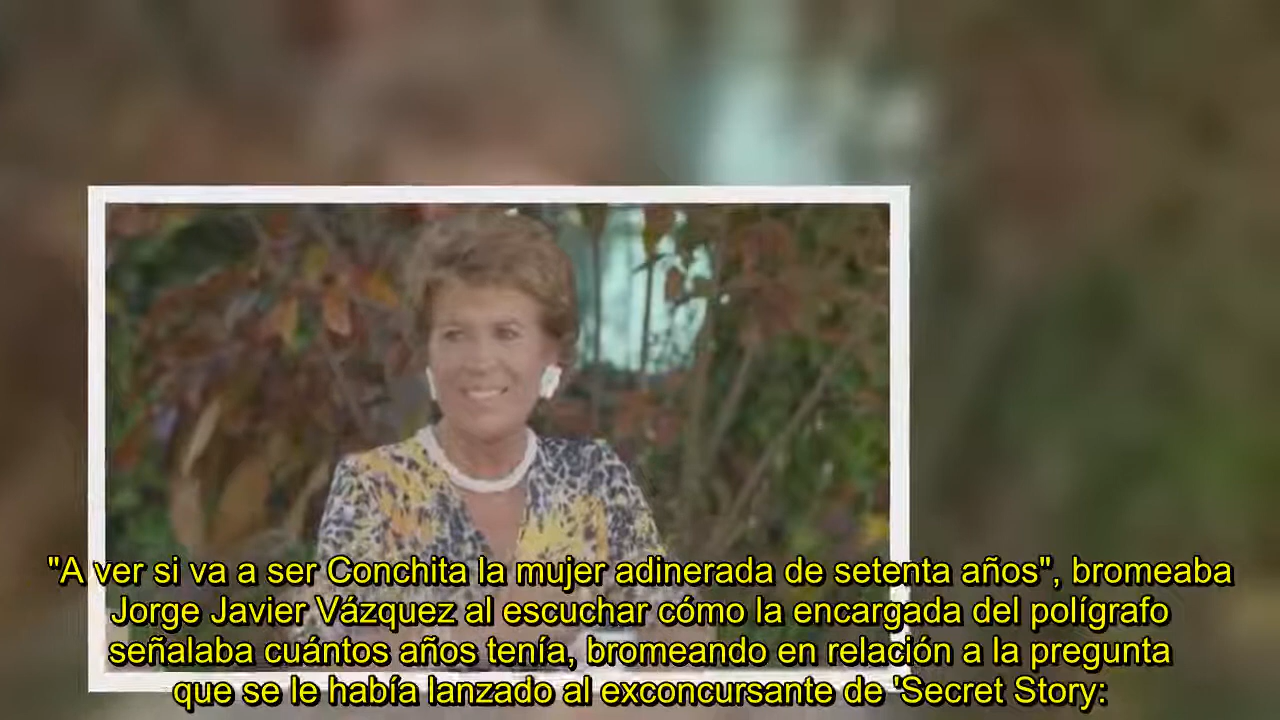 "A ver si va a ser Conchita la mujer adinerada de setenta años", bromeaba
Jorge Javier Vázquez al escuchar cómo la encargada del polígrafo
señalaba cuántos años tenía, bromeando en relación a la pregunta
que se le había lanzado al exconcursante de 'Secret Story: